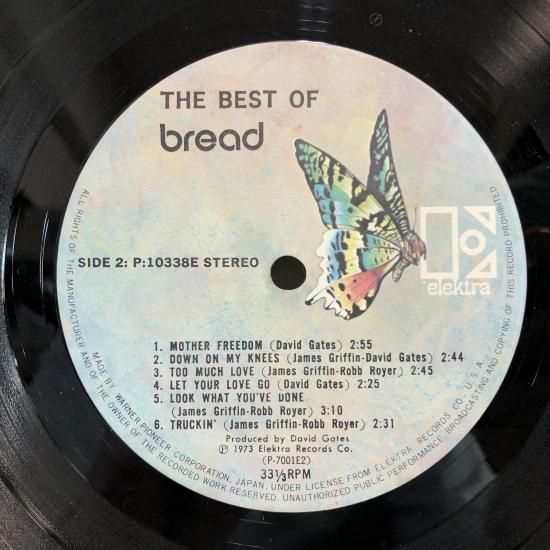 THE BEST OF
bread
elektra
SIDE 2: P:10338E STEREO
1. MOTHER FREEDOM (David Gates) 2:55
2. DOWN ON MY KNEES (James Griffin-David Gates) 2:44
3. TOO MUCH LOVE (James Griffin-Robb Royer) 2:45
4. LET YOUR LOVE GO (David Gates) 2:25
5. LOOK WHAT YOU'VE DONE
(James Griffin-Robb Royer) 3:10
6. TRUCKIN' (James Griffin-Robb Royer) 2:31
Produced by David Gates
Ⓟ 1973 Elektra Records Co.
(P-7001E2)
33⅓RPM
MADE BY WARNER-PIONEER CORPORATION, JAPAN, UNDER LICENSE FROM ELEKTRA RECORDS CO., U.S.A.
ALL RIGHTS OF THE MANUFACTURER AND OF THE OWNER OF THE RECORDED WORK RESERVED. UNAUTHORIZED PUBLIC PERFORMANCE, BROADCASTING AND COPYING OF THIS RECORD PROHIBITED